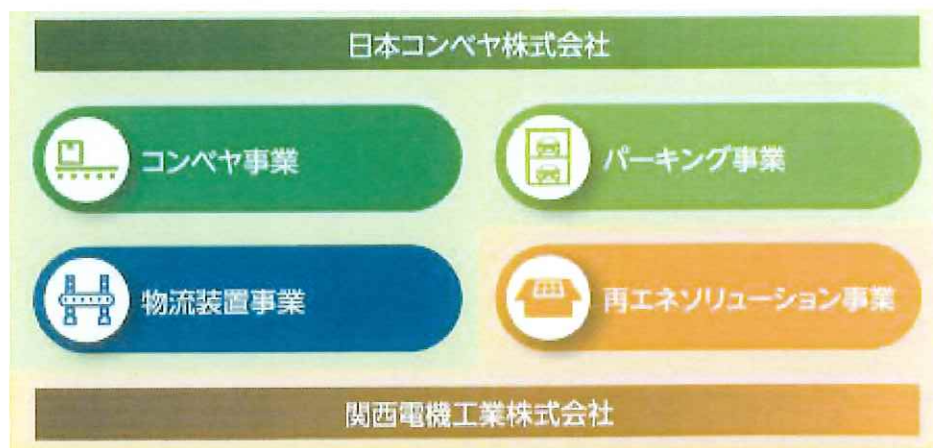 日本コンベヤ株式会社
コンベヤ事業
パーキング事業
物流装置事業
再エネソリューション事業
関西電機工業株式会社